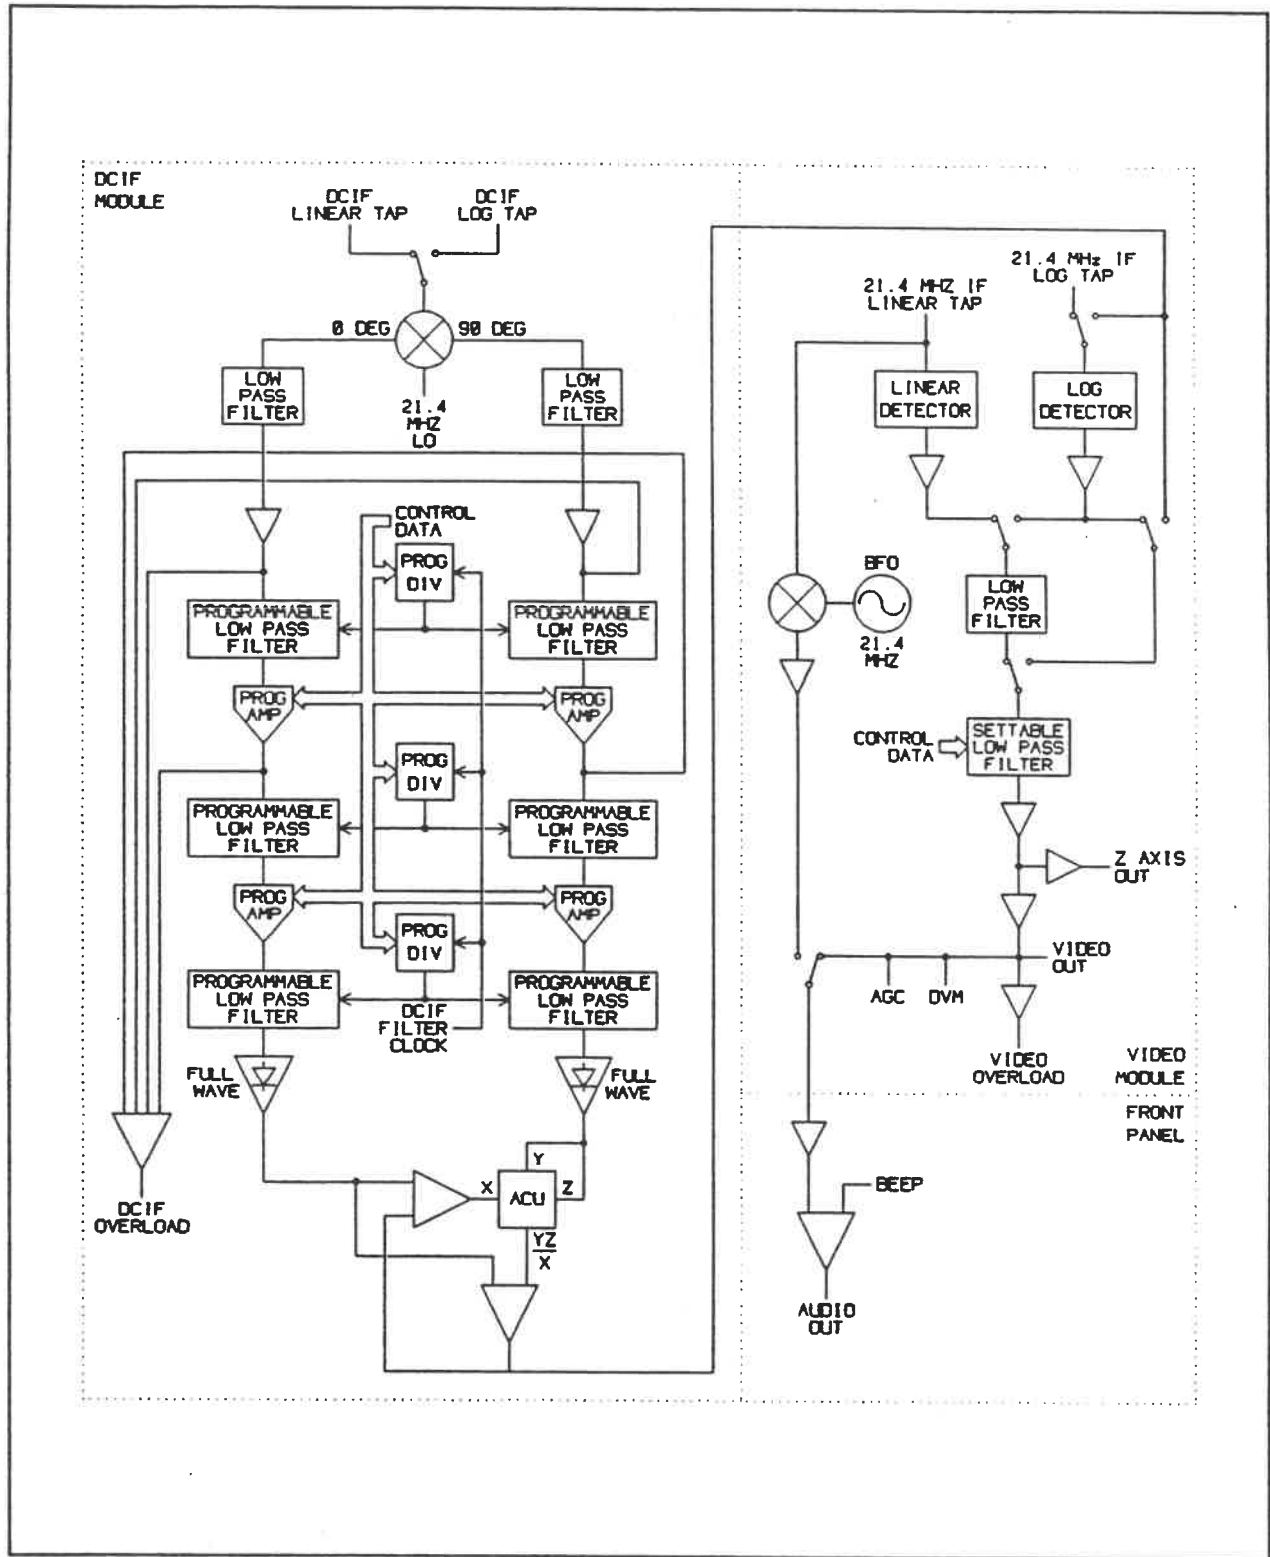 DCIF
MODULE
DCIF
LINEAR TAP
DCIF
LOG TAP
0 DEG
90 DEG
LOW
PASS
FILTER
21.4
MHZ
LO
LOW
PASS
FILTER
CONTROL
DATA
PROG
DIV
PROGRAMMABLE
LOW PASS
FILTER
PROGRAMMABLE
LOW PASS
FILTER
PROG
AMP
PROG
AMP
PROG
DIV
PROGRAMMABLE
LOW PASS
FILTER
PROGRAMMABLE
LOW PASS
FILTER
PROG
AMP
PROG
AMP
PROG
DIV
PROGRAMMABLE
LOW PASS
FILTER
PROGRAMMABLE
LOW PASS
FILTER
DCIF
FILTER
CLOCK
FULL
WAVE
FULL
WAVE
DCIF
OVERLOAD
X
Y
ACU
Z
YZ
X
21.4 MHZ IF
LINEAR TAP
21.4 MHz IF
LOG TAP
LINEAR
DETECTOR
LOG
DETECTOR
BFO
21.4
MHZ
LOW
PASS
FILTER
CONTROL
DATA
SETTABLE
LOW PASS
FILTER
Z AXIS
OUT
VIDEO
OUT
AGC
DVM
VIDEO
OVERLOAD
VIDEO
MODULE
FRONT
PANEL
BEEP
AUDIO
OUT